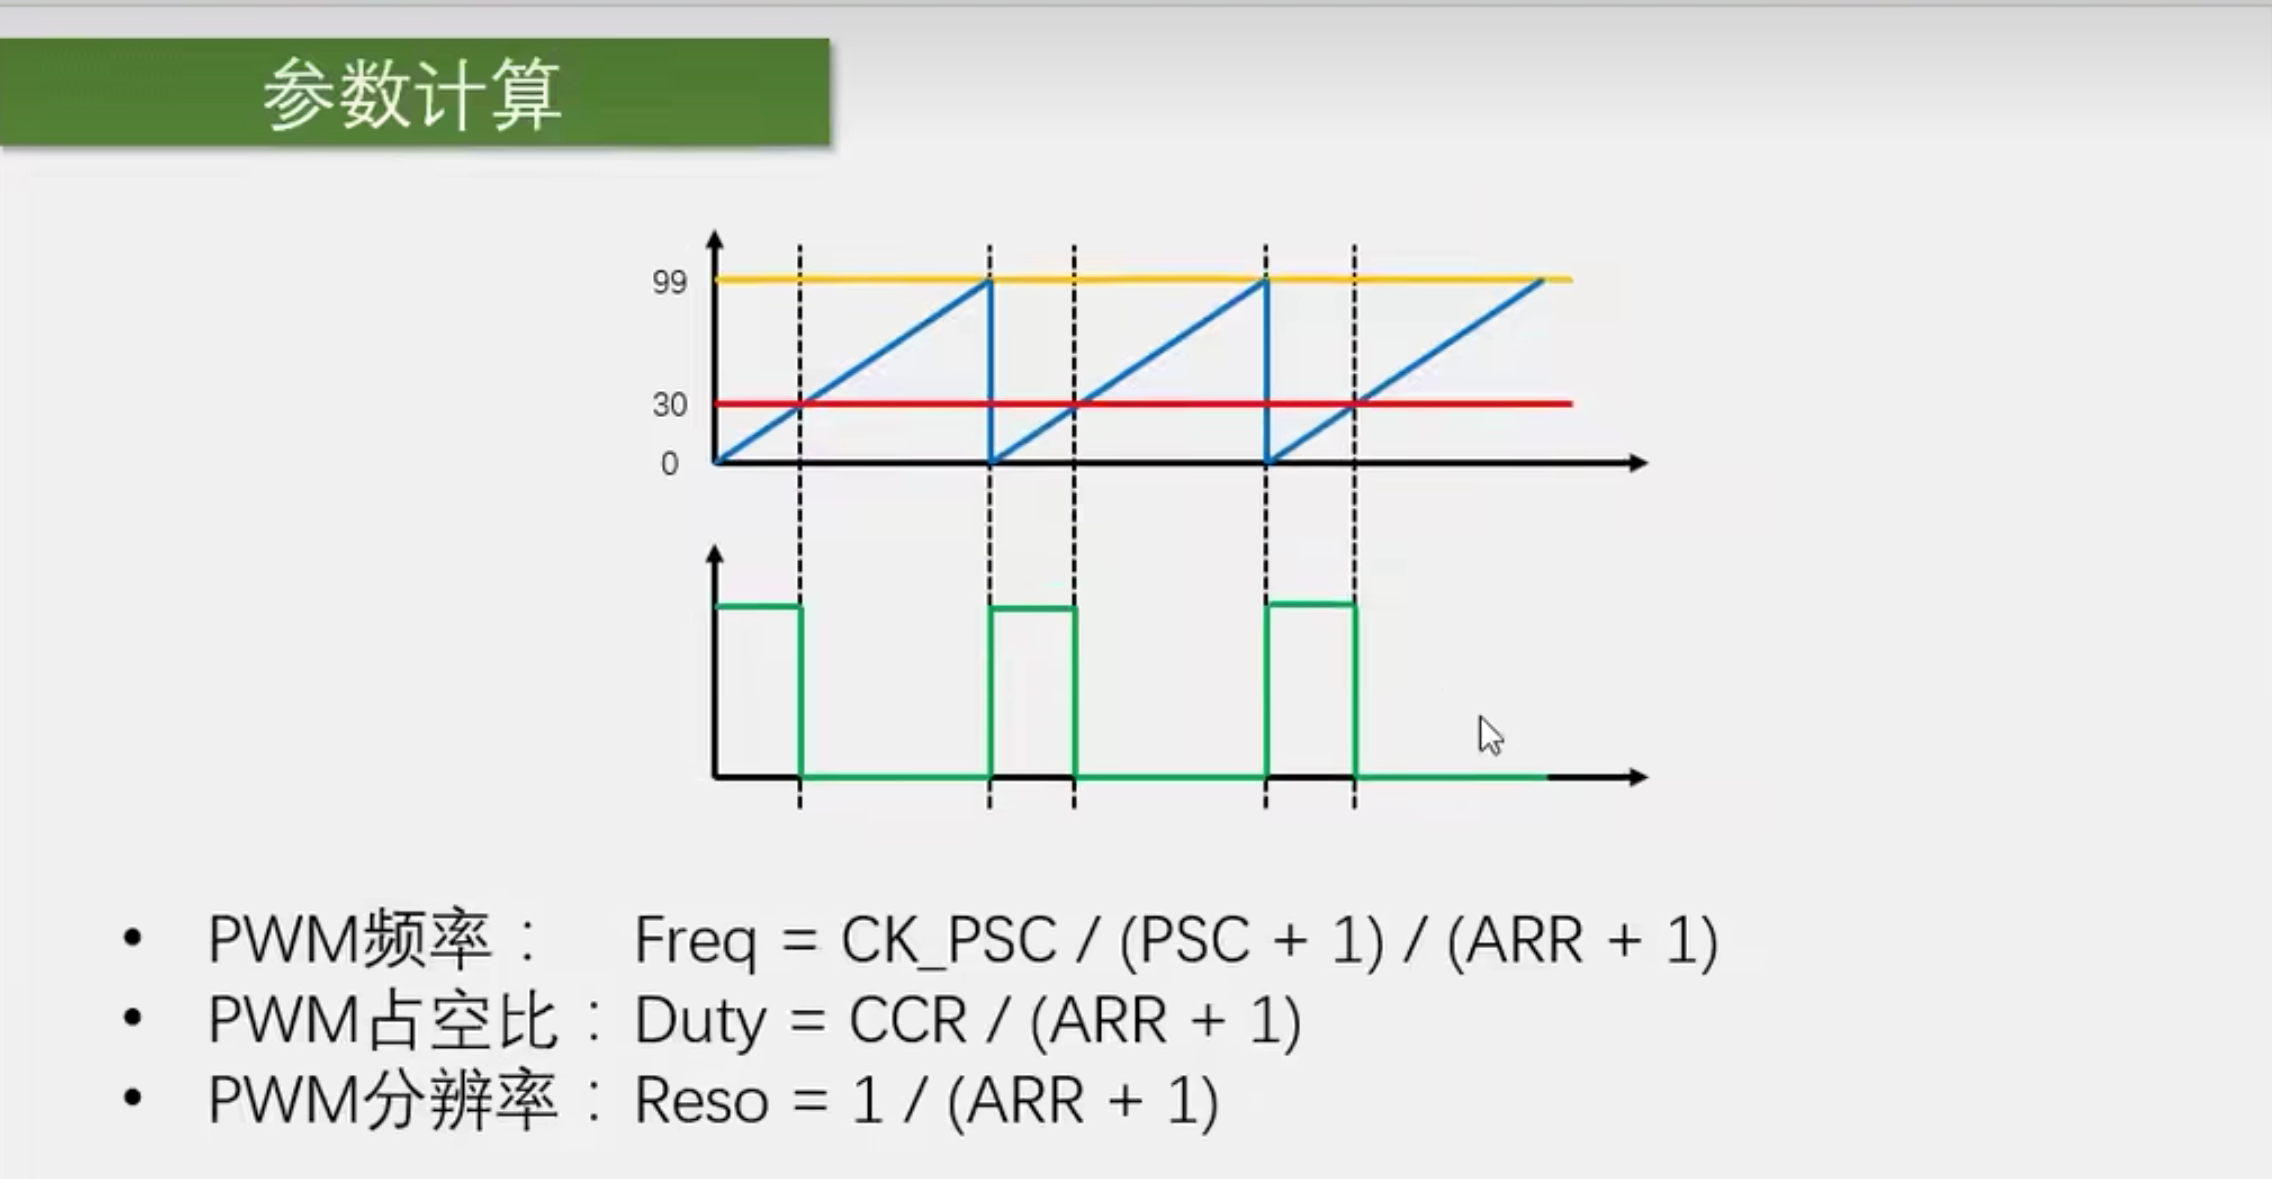 参数计算
99
30
0
• PWM频率： Freq = CK_PSC / (PSC + 1) / (ARR + 1)
• PWM占空比：Duty = CCR / (ARR + 1)
• PWM分辨率：Reso = 1 / (ARR + 1)